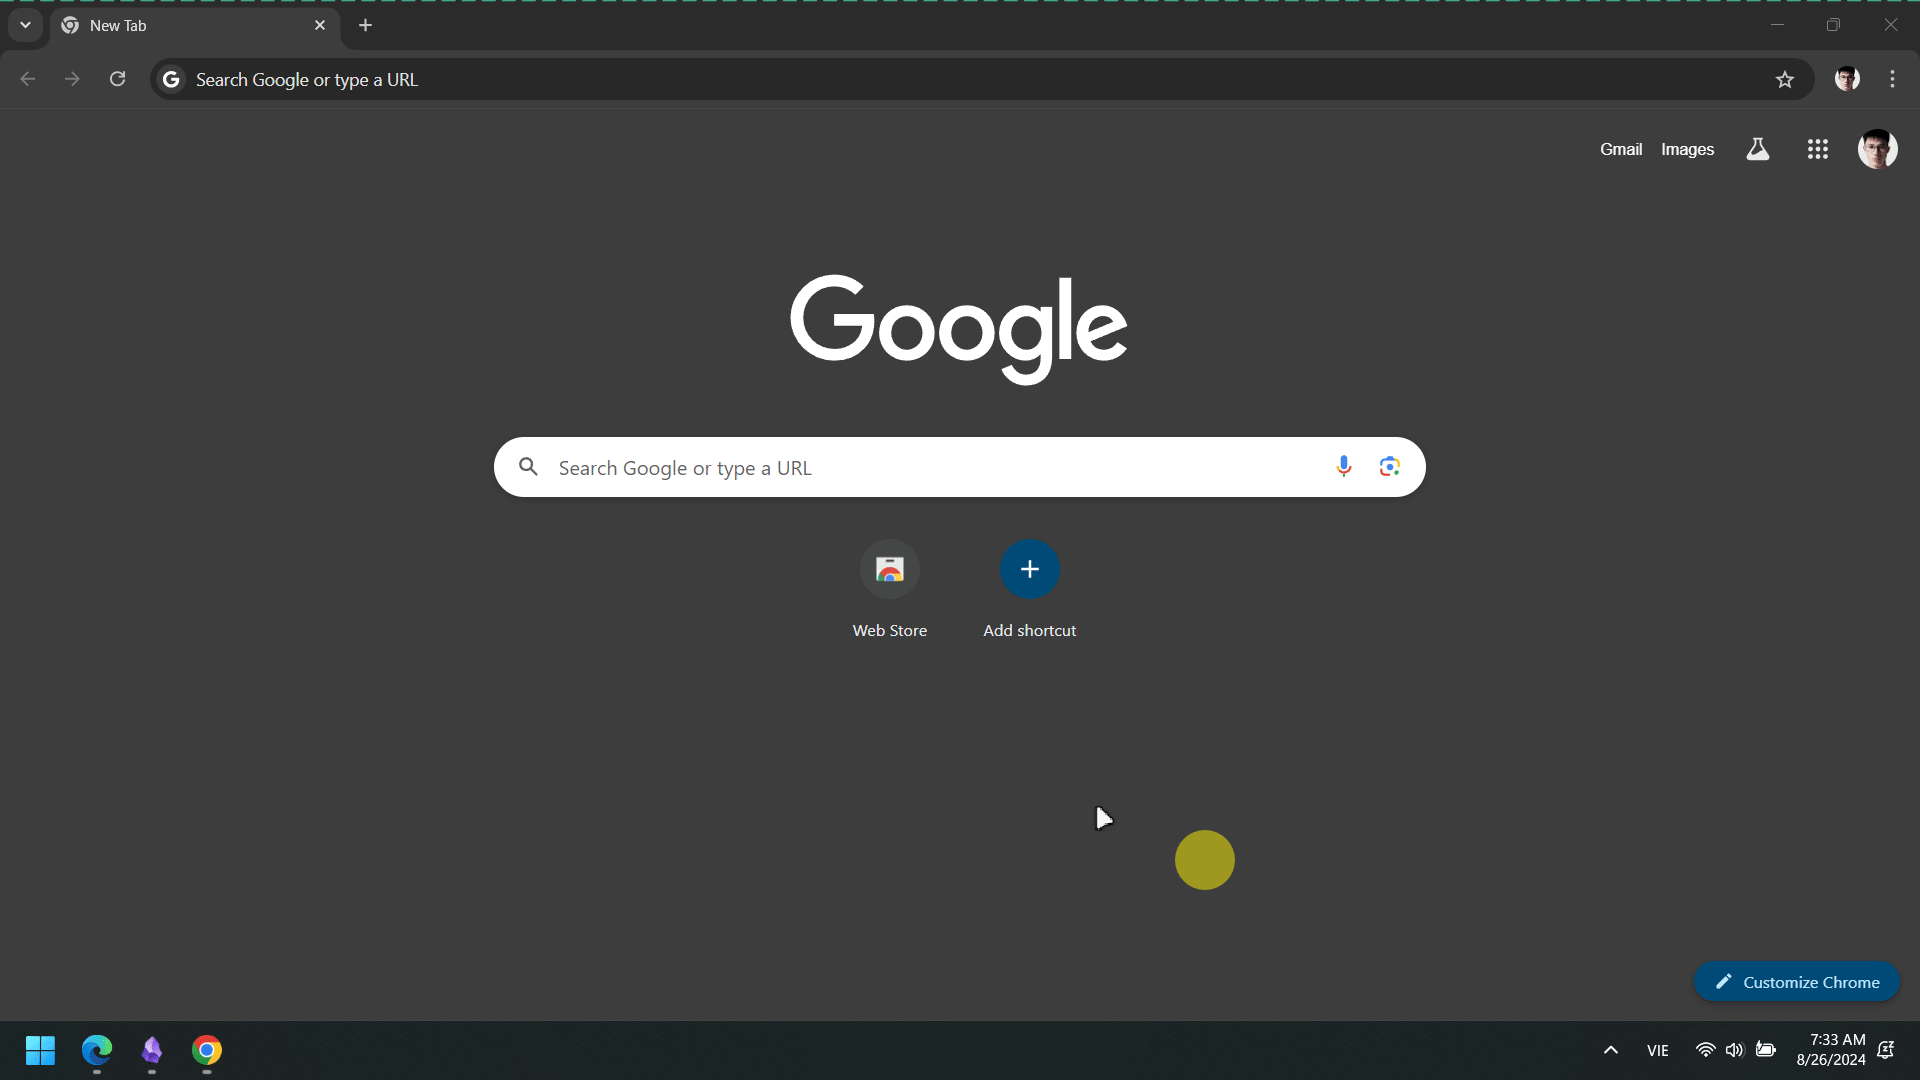 New Tab
Search Google or type a URL
Gmail Images
Google
Search Google or type a URL
Web Store
Add shortcut
Customize Chrome
VIE
7:33 AM
8/26/2024